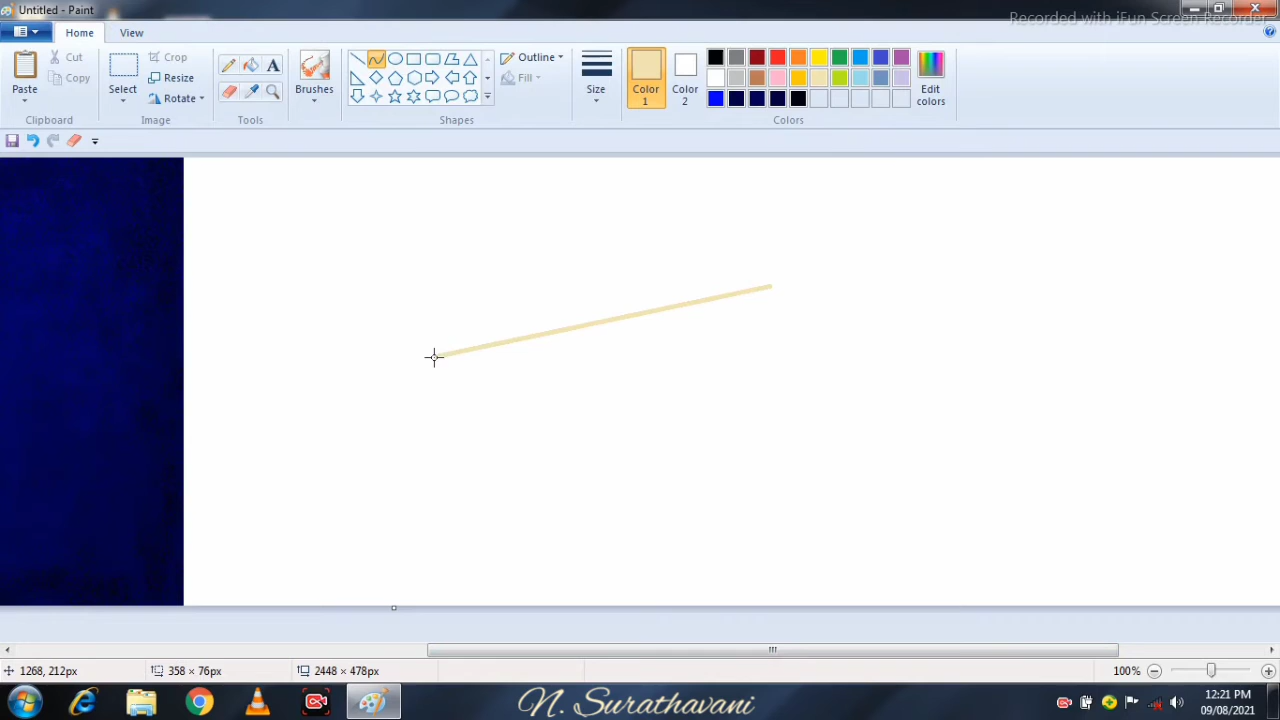 Untitled - Paint
Recorded with iFun Screen Recorder
Home
View
Paste
Cut
Copy
Clipboard
Select
Crop
Resize
Rotate
Image
A
Tools
Brushes
Shapes
Outline
Fill
Size
Color 1
Color 2
Colors
Edit colors
1268, 212px
358 × 76px
2448 × 478px
100%
N. Surathavani
12:21 PM
09/08/2021